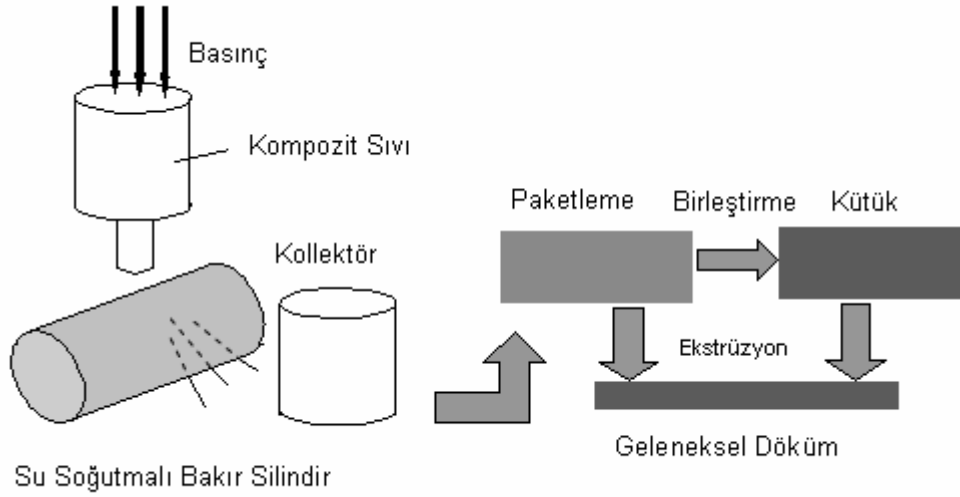 Basınç
Kompozit Sıvı
Kollektör
Su Soğutmalı Bakır Silindir
Paketleme
Birleştirme
Kütük
Ekstrüzyon
Geleneksel Döküm